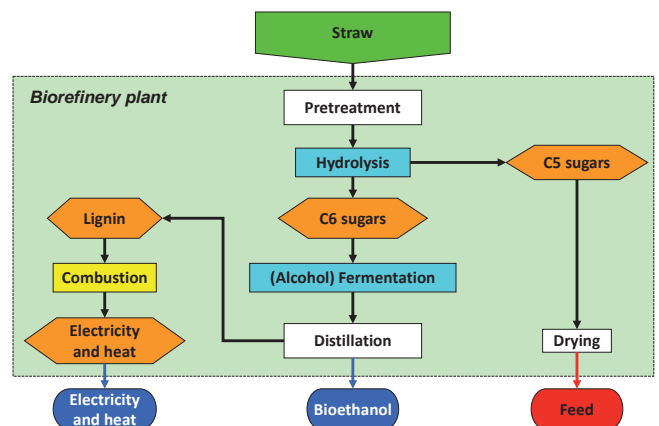 Straw
Biorefinery plant
Pretreatment
Hydrolysis
C5 sugars
Lignin
C6 sugars
Combustion
(Alcohol) Fermentation
Electricity
and heat
Distillation
Drying
Electricity
and heat
Bioethanol
Feed